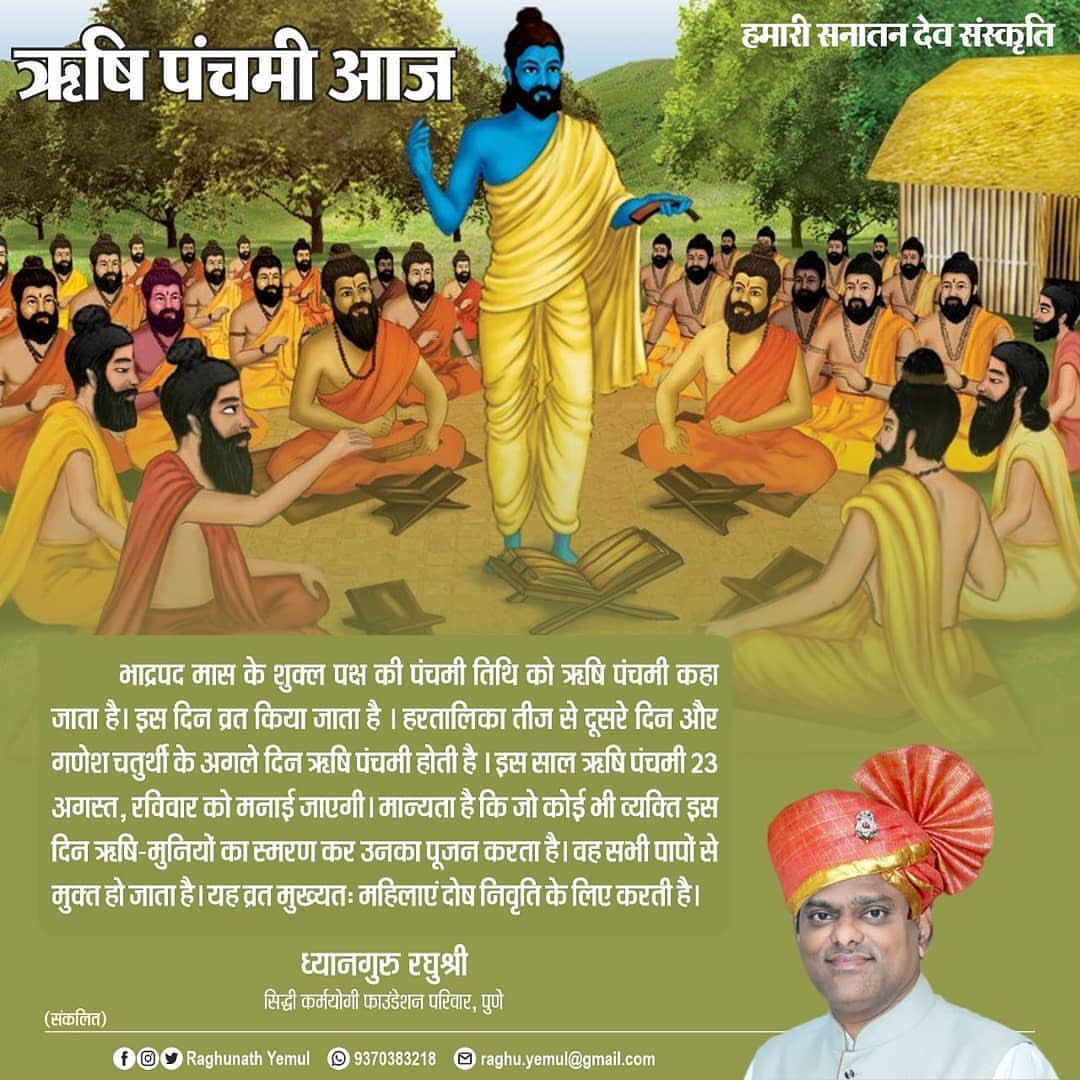 हमारी सनातन देव संस्कृति
ऋषि पंचमी आज
भाद्रपद मास के शुक्ल पक्ष की पंचमी तिथि को ऋषि पंचमी कहा
जाता है। इस दिन व्रत किया जाता है । हरतालिका तीज से दूसरे दिन और
गणेश चतुर्थी के अगले दिन ऋषि पंचमी होती है । इस साल ऋषि पंचमी 23
अगस्त, रविवार को मनाई जाएगी। मान्यता है कि जो कोई भी व्यक्ति इस
दिन ऋषि-मुनियों का स्मरण कर उनका पूजन करता है। वह सभी पापों से
मुक्त हो जाता है। यह व्रत मुख्यतः महिलाएं दोष निवृति के लिए करती है।
ध्यानगुरु रघुश्री
सिद्धी कर्मयोगी फाउंडेशन परिवार, पुणे
(संकलित)
Raghunath Yemul 9370383218 raghu.yemul@gmail.com